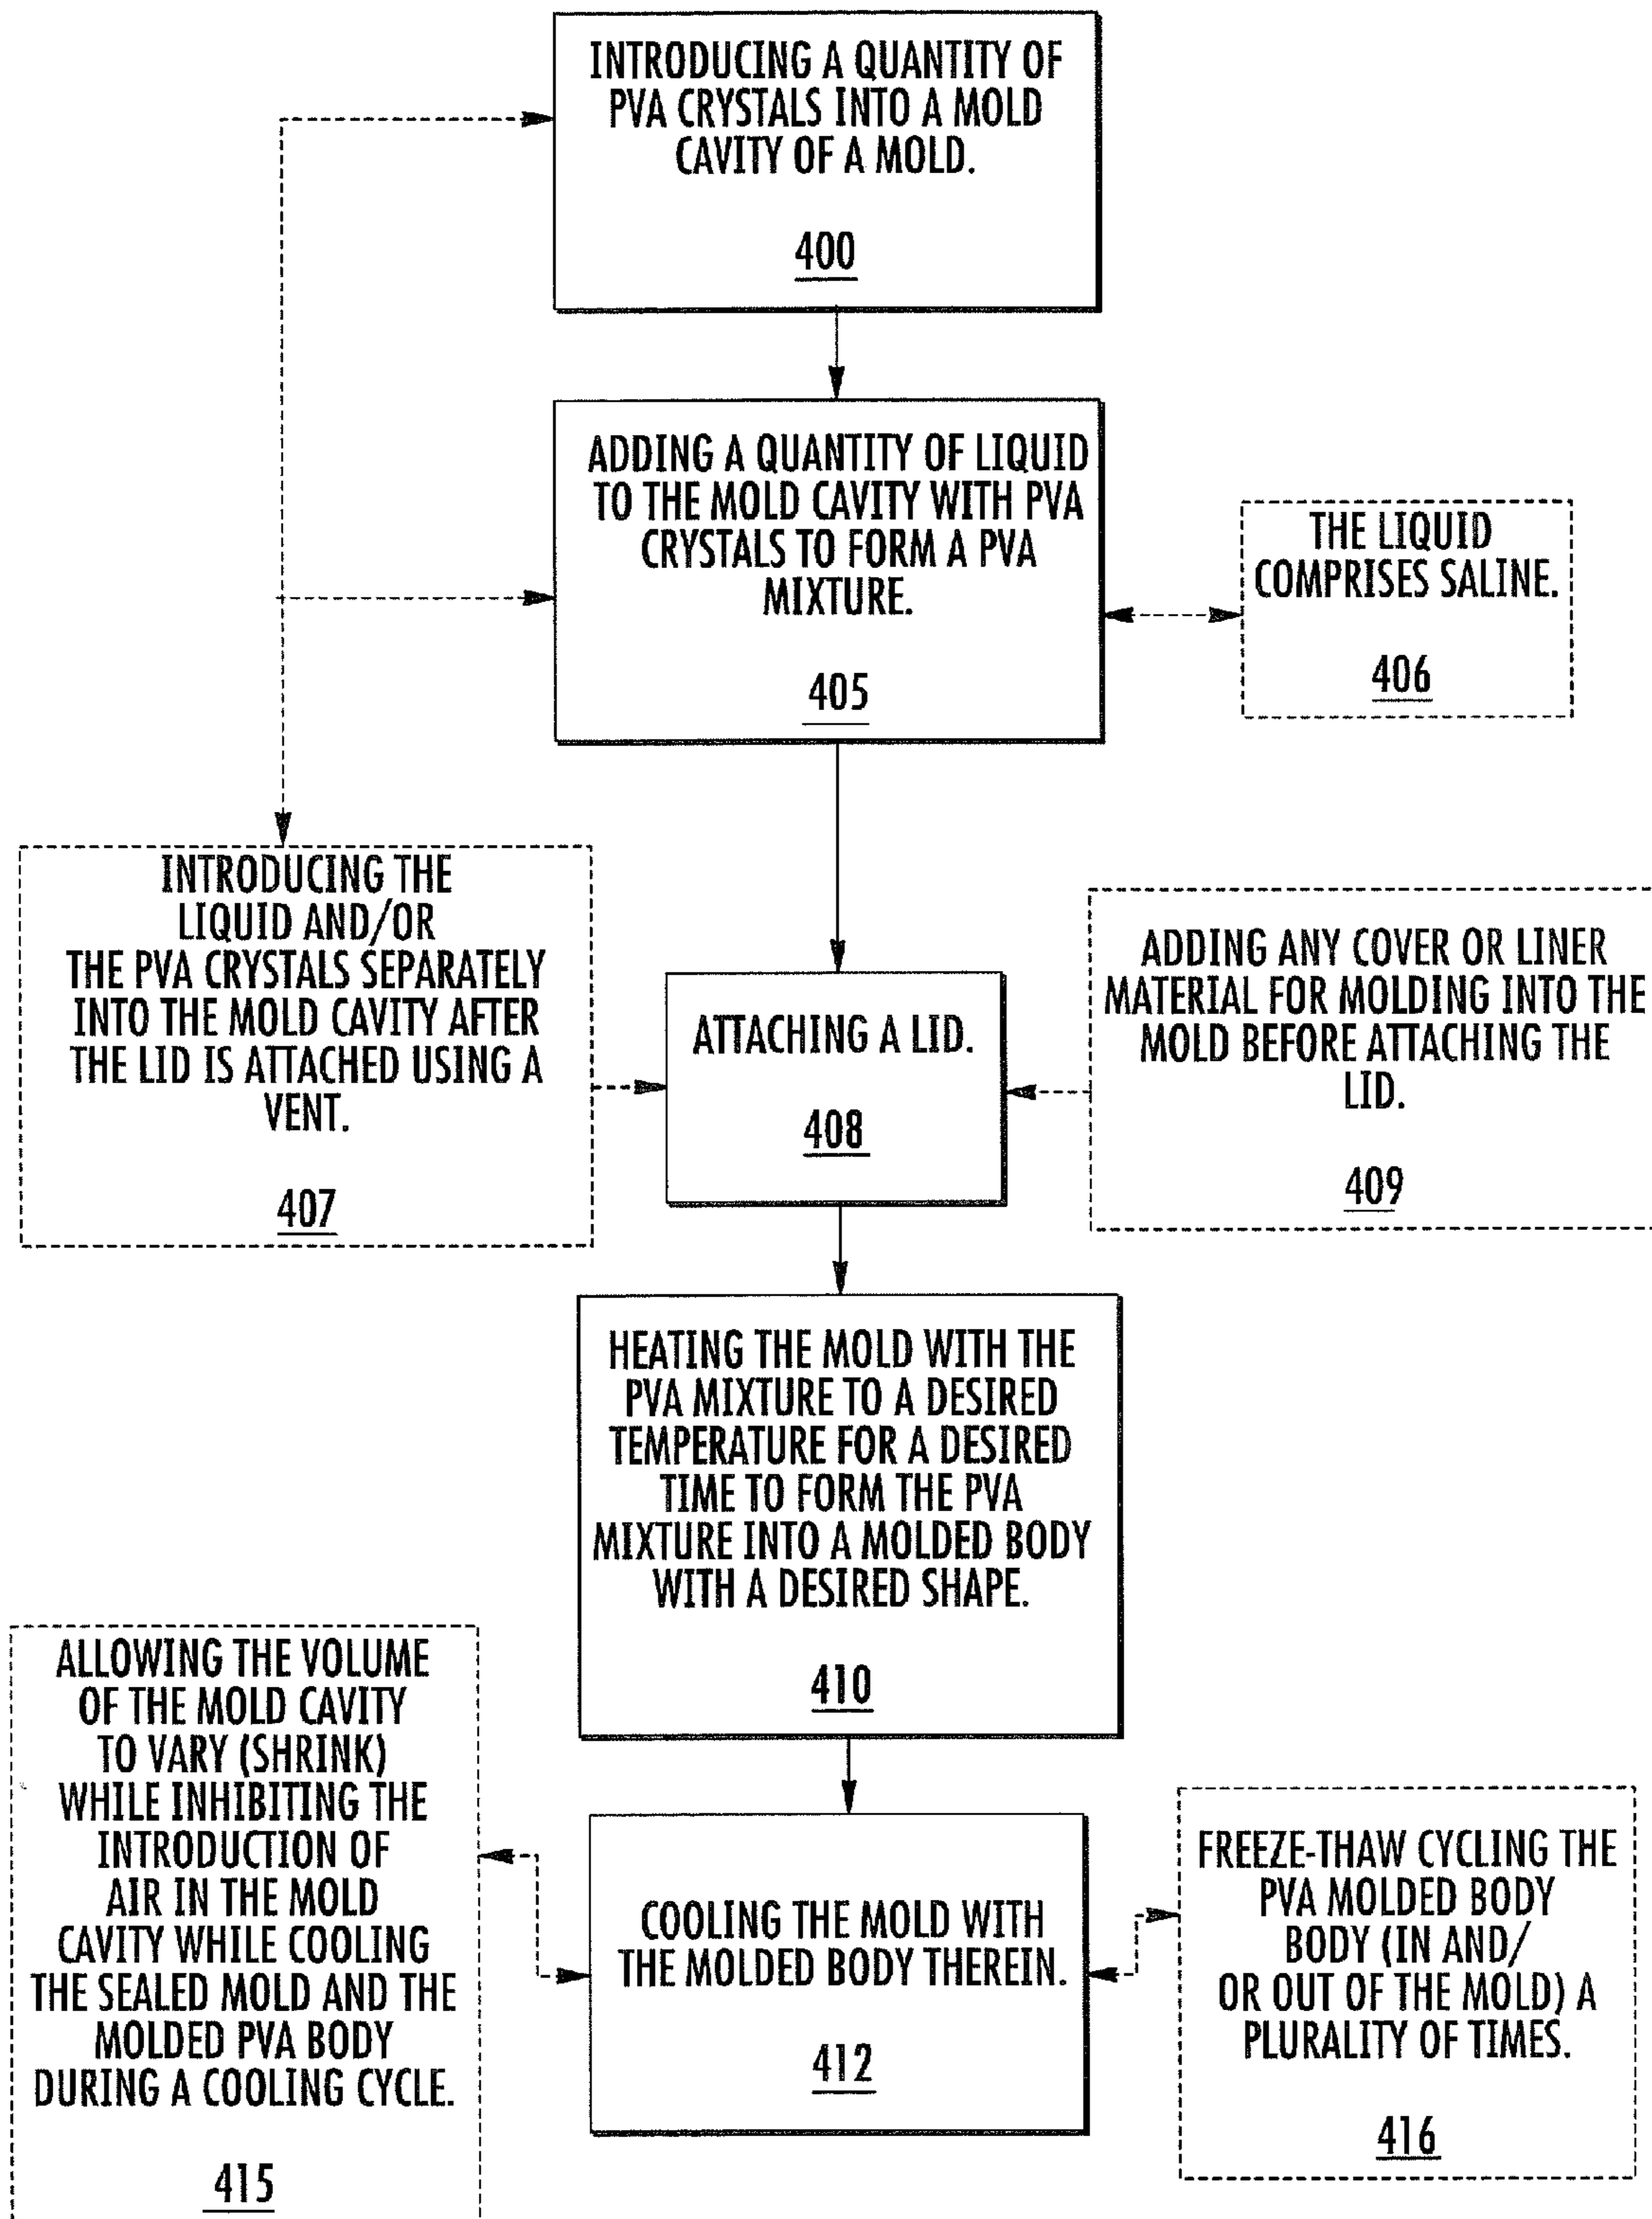 INTRODUCING A QUANTITY OF
PVA CRYSTALS INTO A MOLD
CAVITY OF A MOLD.
400
ADDING A QUANTITY OF LIQUID
TO THE MOLD CAVITY WITH PVA
CRYSTALS TO FORM A PVA
MIXTURE.
405
THE LIQUID
COMPRISES SALINE.
406
INTRODUCING THE
LIQUID AND/OR
THE PVA CRYSTALS SEPARATELY
INTO THE MOLD CAVITY AFTER
THE LID IS ATTACHED USING A
VENT.
407
ATTACHING A LID.
408
ADDING ANY COVER OR LINER
MATERIAL FOR MOLDING INTO THE
MOLD BEFORE ATTACHING THE
LID.
409
HEATING THE MOLD WITH THE
PVA MIXTURE TO A DESIRED
TEMPERATURE FOR A DESIRED
TIME TO FORM THE PVA
MIXTURE INTO A MOLDED BODY
WITH A DESIRED SHAPE.
410
ALLOWING THE VOLUME
OF THE MOLD CAVITY
TO VARY (SHRINK)
WHILE INHIBITING THE
INTRODUCTION OF
AIR IN THE MOLD
CAVITY WHILE COOLING
THE SEALED MOLD AND THE
MOLDED PVA BODY
DURING A COOLING CYCLE.
415
COOLING THE MOLD WITH
THE MOLDED BODY THEREIN.
412
FREEZE-THAW CYCLING THE
PVA MOLDED BODY
BODY (IN AND/
OR OUT OF THE MOLD) A
PLURALITY OF TIMES.
416